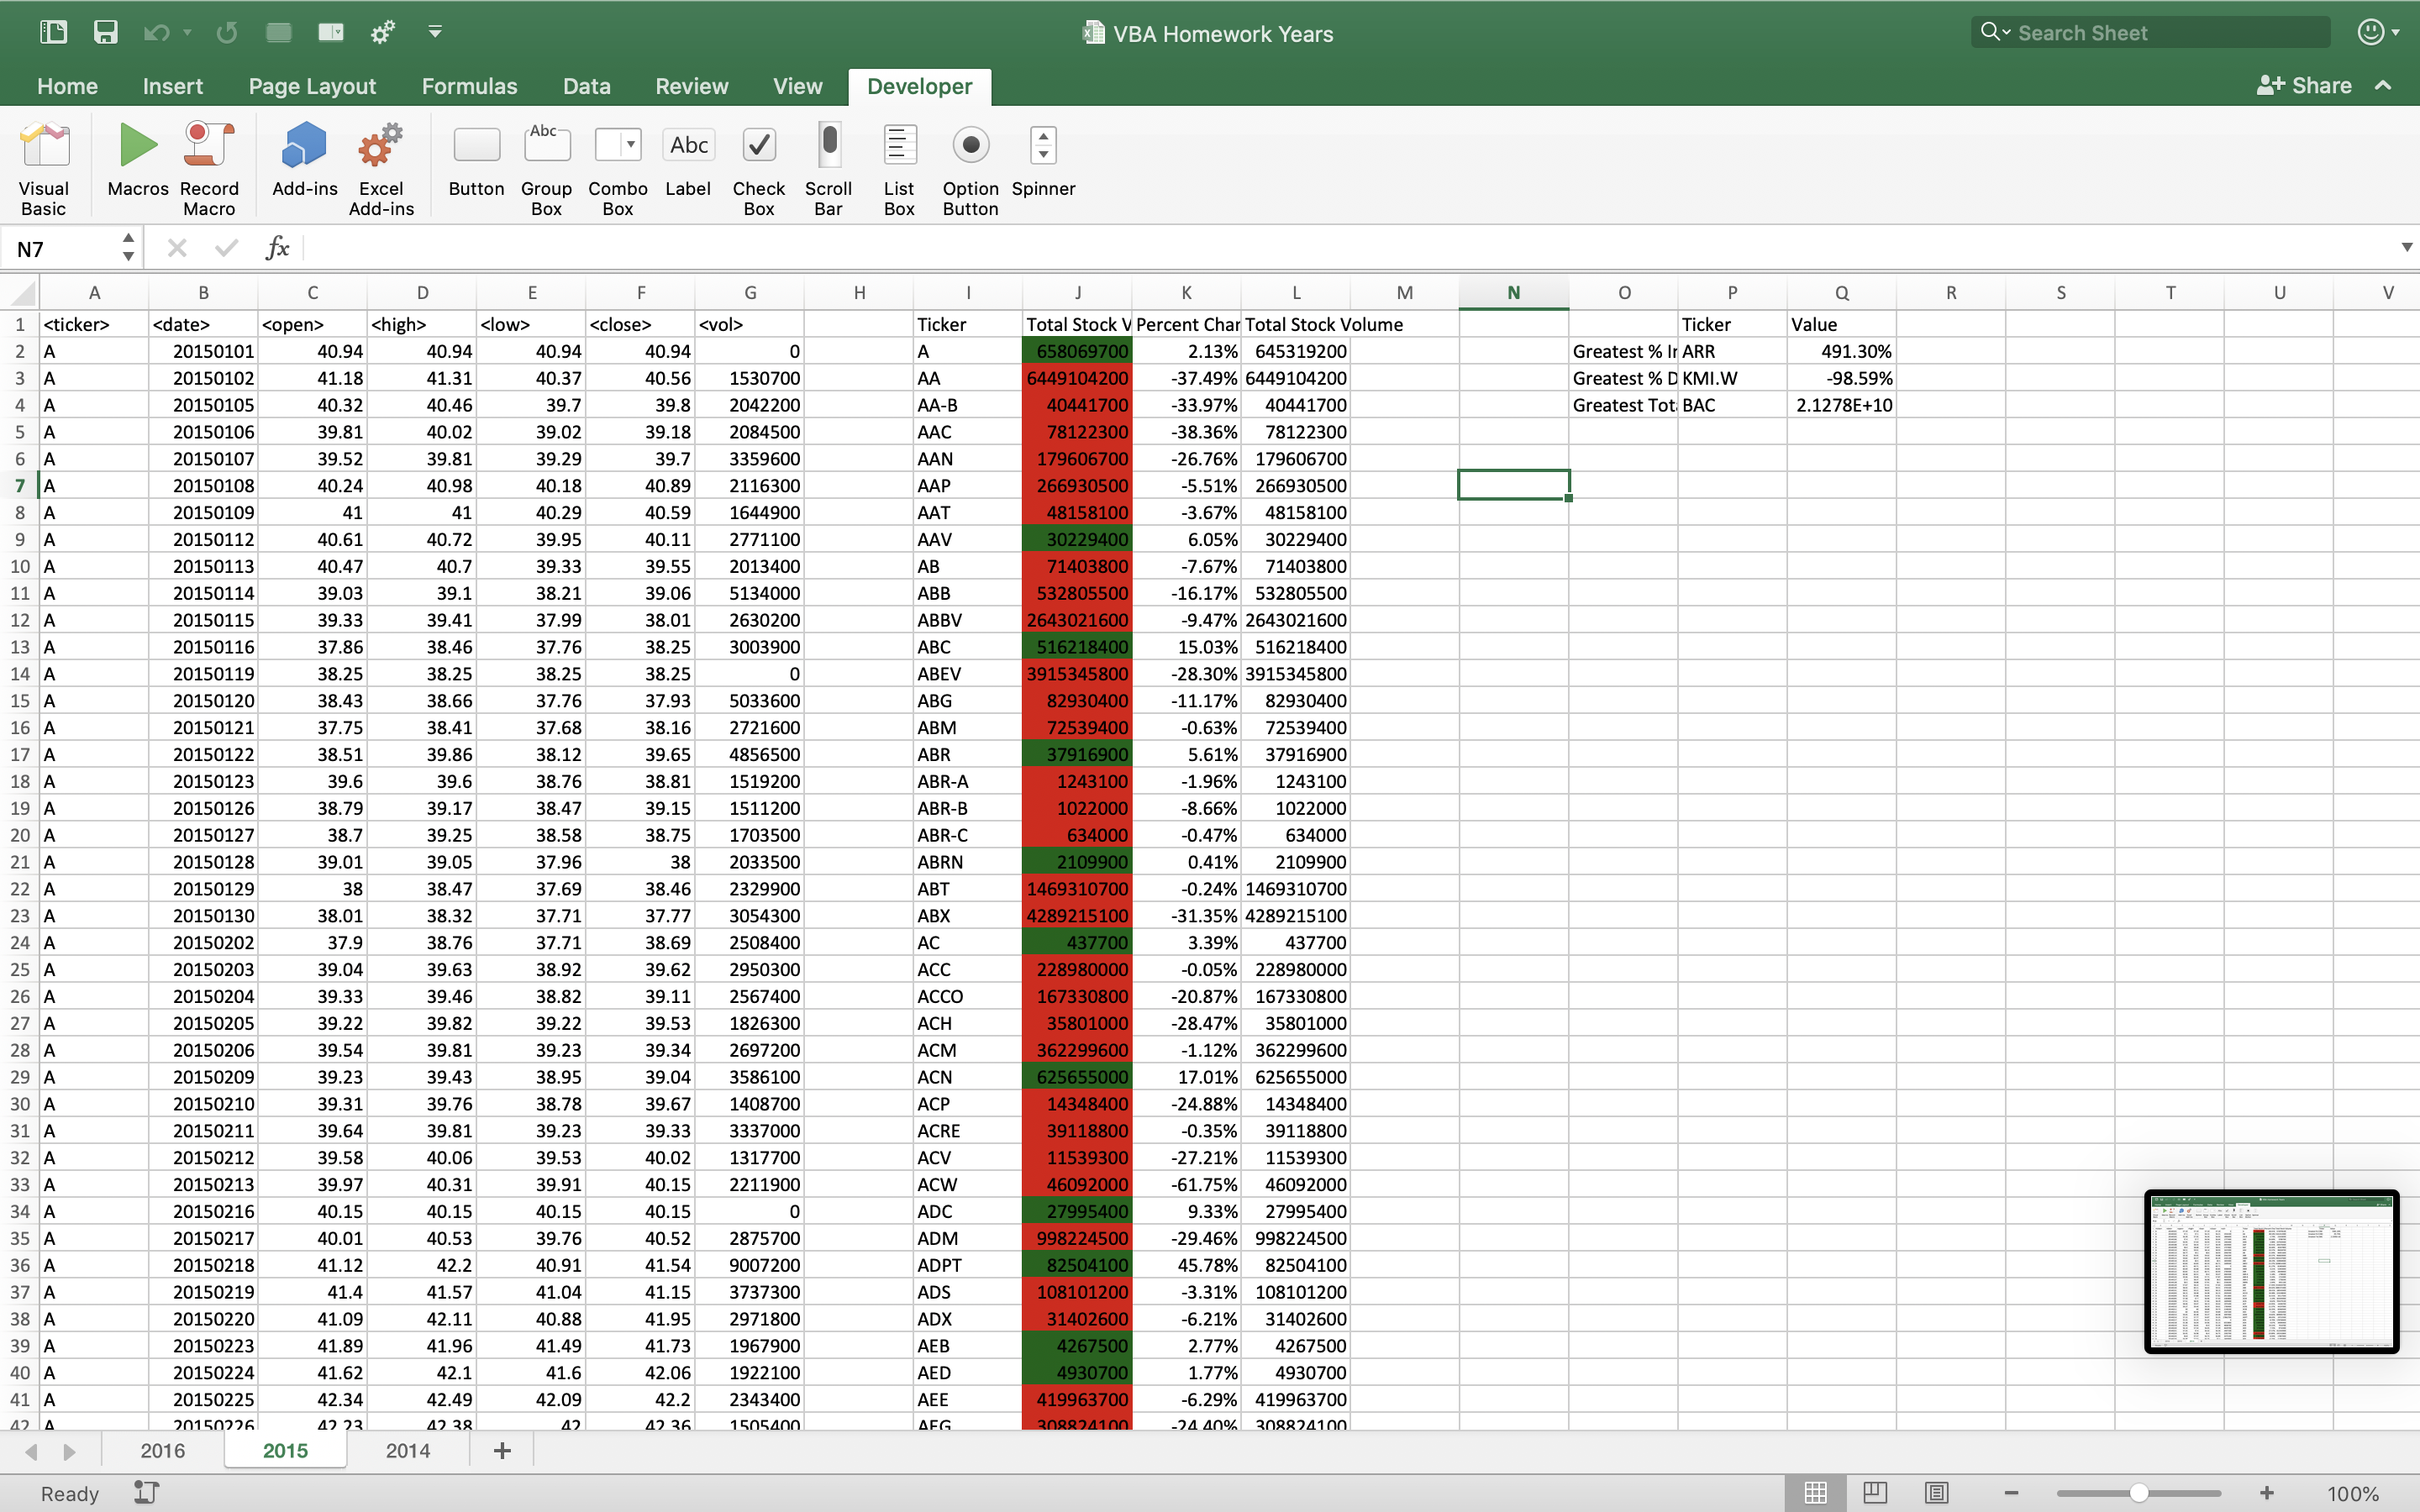 VBA Homework Years
Search Sheet
Home Insert Page Layout Formulas Data Review View Developer
Share
Visual Basic Macros Record Macro Add-ins Excel Add-ins Button Group Box Combo Box Label Check Box Scroll Bar List Box Option Button Spinner
Abc Abc
N7 fx
A B C D E F G H I J K L M N O P Q R S T U V
1 <ticker> <date> <open> <high> <low> <close> <vol> Ticker Total Stock V Percent Char Total Stock Volume Ticker Value
2 A 20150101 40.94 40.94 40.94 40.94 0 A 658069700 2.13% 645319200 Greatest % Ir ARR 491.30%
3 A 20150102 41.18 41.31 40.37 40.56 1530700 AA 6449104200 -37.49% 6449104200 Greatest % D KMI.W -98.59%
4 A 20150105 40.32 40.46 39.7 39.8 2042200 AA-B 40441700 -33.97% 40441700 Greatest Tot BAC 2.1278E+10
5 A 20150106 39.81 40.02 39.02 39.18 2084500 AAC 78122300 -38.36% 78122300
6 A 20150107 39.52 39.81 39.29 39.7 3359600 AAN 179606700 -26.76% 179606700
7 A 20150108 40.24 40.98 40.18 40.89 2116300 AAP 266930500 -5.51% 266930500
8 A 20150109 41 41 40.29 40.59 1644900 AAT 48158100 -3.67% 48158100
9 A 20150112 40.61 40.72 39.95 40.11 2771100 AAV 30229400 6.05% 30229400
10 A 20150113 40.47 40.7 39.33 39.55 2013400 AB 71403800 -7.67% 71403800
11 A 20150114 39.03 39.1 38.21 39.06 5134000 ABB 532805500 -16.17% 532805500
12 A 20150115 39.33 39.41 37.99 38.01 2630200 ABBV 2643021600 -9.47% 2643021600
13 A 20150116 37.86 38.46 37.76 38.25 3003900 ABC 516218400 15.03% 516218400
14 A 20150119 38.25 38.25 38.25 38.25 0 ABEV 3915345800 -28.30% 3915345800
15 A 20150120 38.43 38.66 37.76 37.93 5033600 ABG 82930400 -11.17% 82930400
16 A 20150121 37.75 38.41 37.68 38.16 2721600 ABM 72539400 -0.63% 72539400
17 A 20150122 38.51 39.86 38.12 39.65 4856500 ABR 37916900 5.61% 37916900
18 A 20150123 39.6 39.6 38.76 38.81 1519200 ABR-A 1243100 -1.96% 1243100
19 A 20150126 38.79 39.17 38.47 39.15 1511200 ABR-B 1022000 -8.66% 1022000
20 A 20150127 38.7 39.25 38.58 38.75 1703500 ABR-C 634000 -0.47% 634000
21 A 20150128 39.01 39.05 37.96 38 2033500 ABRN 2109900 0.41% 2109900
22 A 20150129 38 38.47 37.69 38.46 2329900 ABT 1469310700 -0.24% 1469310700
23 A 20150130 38.01 38.32 37.71 37.77 3054300 ABX 4289215100 -31.35% 4289215100
24 A 20150202 37.9 38.76 37.71 38.69 2508400 AC 437700 3.39% 437700
25 A 20150203 39.04 39.63 38.92 39.62 2950300 ACC 228980000 -0.05% 228980000
26 A 20150204 39.33 39.46 38.82 39.11 2567400 ACCO 167330800 -20.87% 167330800
27 A 20150205 39.22 39.82 39.22 39.53 1826300 ACH 35801000 -28.47% 35801000
28 A 20150206 39.54 39.81 39.23 39.34 2697200 ACM 362299600 -1.12% 362299600
29 A 20150209 39.23 39.43 38.95 39.04 3586100 ACN 625655000 17.01% 625655000
30 A 20150210 39.31 39.76 38.78 39.67 1408700 ACP 14348400 -24.88% 14348400
31 A 20150211 39.64 39.81 39.23 39.33 3337000 ACRE 39118800 -0.35% 39118800
32 A 20150212 39.58 40.06 39.53 40.02 1317700 ACV 11539300 -27.21% 11539300
33 A 20150213 39.97 40.31 39.91 40.15 2211900 ACW 46092000 -61.75% 46092000
34 A 20150216 40.15 40.15 40.15 40.15 0 ADC 27995400 9.33% 27995400
35 A 20150217 40.01 40.53 39.76 40.52 2875700 ADM 998224500 -29.46% 998224500
36 A 20150218 41.12 42.2 40.91 41.54 9007200 ADPT 82504100 45.78% 82504100
37 A 20150219 41.4 41.57 41.04 41.15 3737300 ADS 108101200 -3.31% 108101200
38 A 20150220 41.09 42.11 40.88 41.95 2971800 ADX 31402600 -6.21% 31402600
39 A 20150223 41.89 41.96 41.49 41.73 1967900 AEB 4267500 2.77% 4267500
40 A 20150224 41.62 42.1 41.6 42.06 1922100 AED 4930700 1.77% 4930700
41 A 20150225 42.34 42.49 42.09 42.2 2343400 AEE 419963700 -6.29% 419963700
42 A 20150226 42.23 42.38 42 42.36 1505400 AEG 308824100 -24.40% 308824100
2016 2015 2014
Ready 100%